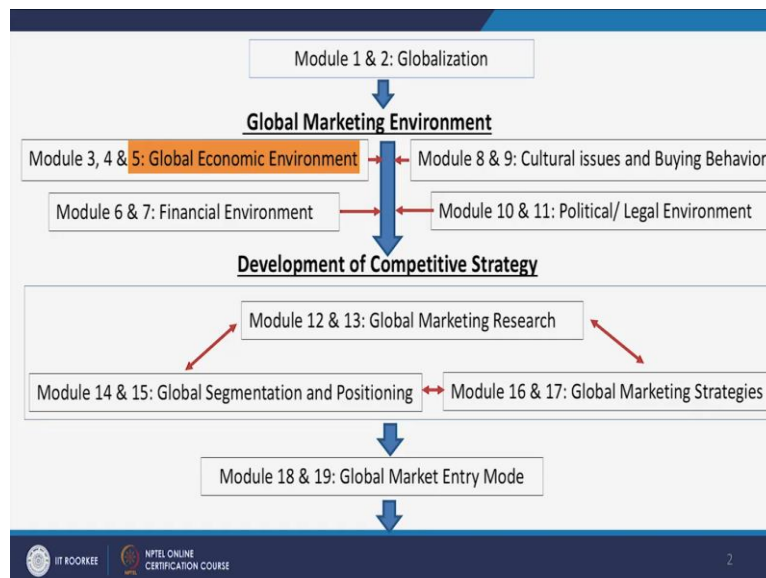 Module 1 & 2: Globalization
Global Marketing Environment
Module 3, 4 & 5: Global Economic Environment
Module 8 & 9: Cultural issues and Buying Behavior
Module 6 & 7: Financial Environment
Module 10 & 11: Political/ Legal Environment
Development of Competitive Strategy
Module 12 & 13: Global Marketing Research
Module 14 & 15: Global Segmentation and Positioning
Module 16 & 17: Global Marketing Strategies
Module 18 & 19: Global Market Entry Mode
IIT ROORKEE
NPTEL ONLINE
CERTIFICATION COURSE
2